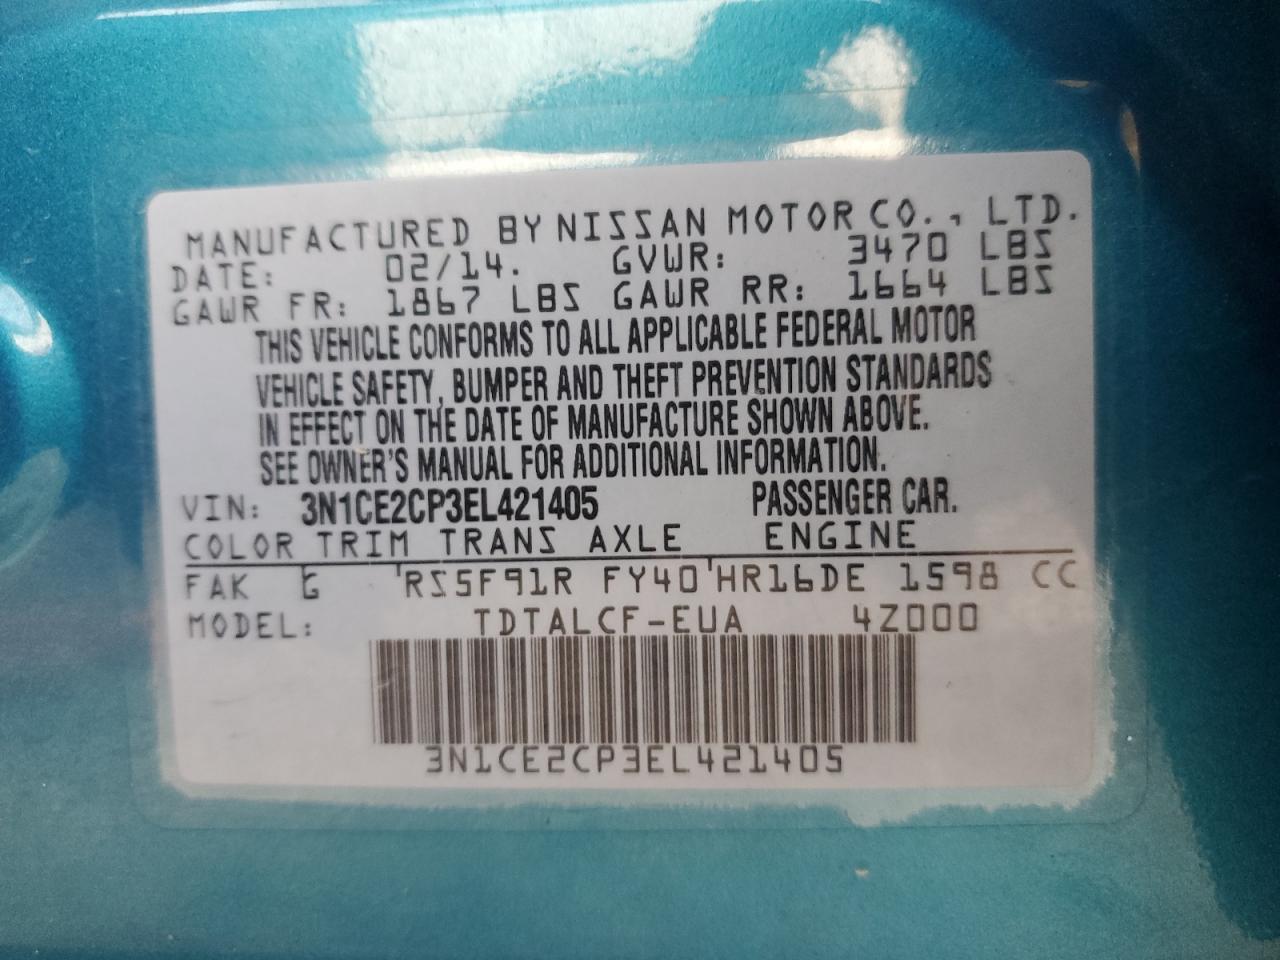 MANUFACTURED BY NISSAN MOTOR CO., LTD.
DATE: 02/14. GVWR: 3470 LBS
GAWR FR: 1867 LBS GAWR RR: 1664 LBS
THIS VEHICLE CONFORMS TO ALL APPLICABLE FEDERAL MOTOR
VEHICLE SAFETY, BUMPER AND THEFT PREVENTION STANDARDS
IN EFFECT ON THE DATE OF MANUFACTURE SHOWN ABOVE.
SEE OWNER'S MANUAL FOR ADDITIONAL INFORMATION.
VIN: 3N1CE2CP3EL421405 PASSENGER CAR.
COLOR TRIM TRANS AXLE ENGINE
FAK G RS5F91R FY40 HR16DE 1598 CC
MODEL: TDTALCF-EUA 4Z000
3N1CE2CP3EL421405